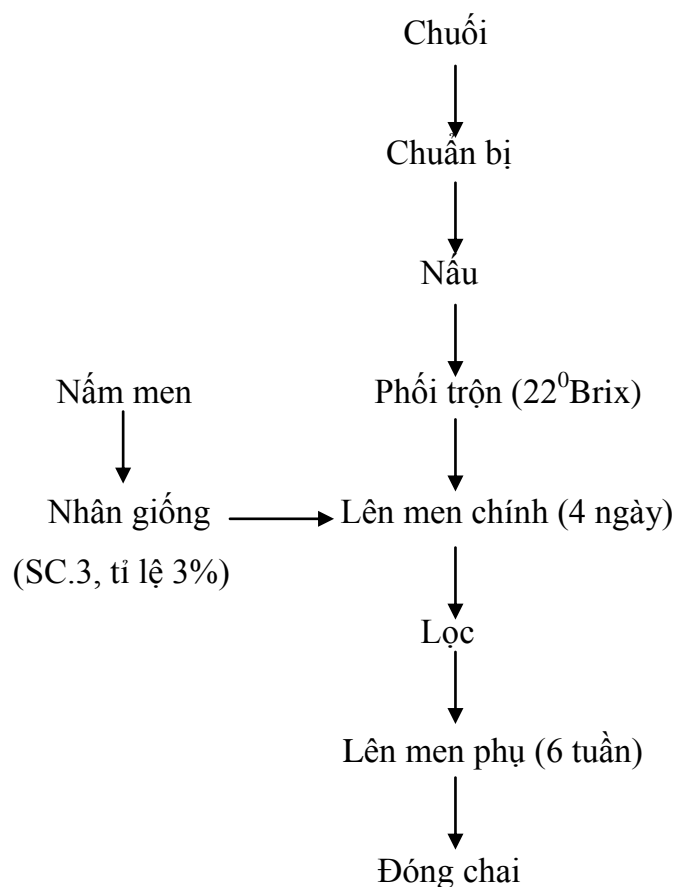 Chuối
Chuẩn bị
Nấu
Nấm men
Phối trộn (22⁰Brix)
Nhân giống
Lên men chính (4 ngày)
(SC.3, tỉ lệ 3%)
Lọc
Lên men phụ (6 tuần)
Đóng chai